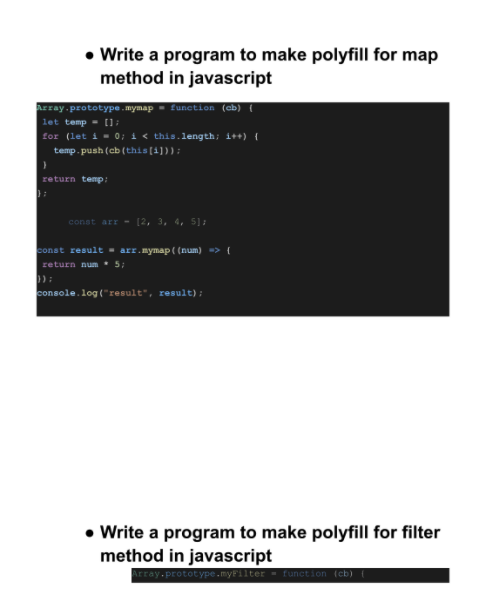 ● Write a program to make polyfill for map
method in javascript
Array.prototype.mymap = function (cb) {
let temp = [];
for (let i = 0; i < this.length; i++) {
temp.push(cb(this[i]));
}
return temp;
};
const arr = [2, 3, 4, 5];
const result = arr.mymap((num) => {
return num * 5;
});
console.log("result", result);
● Write a program to make polyfill for filter
method in javascript
Array.prototype.myFilter = function (cb) {